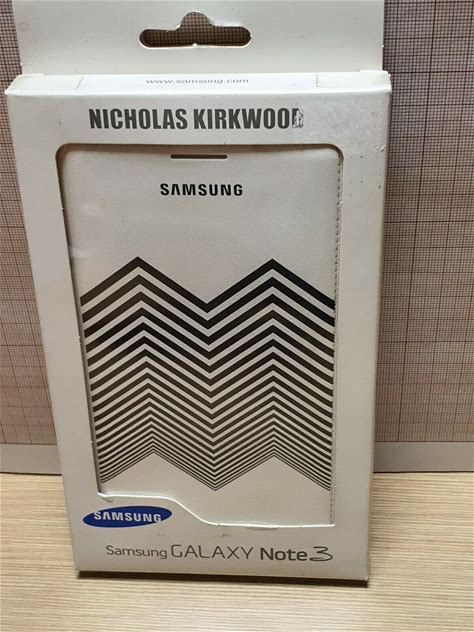 www.samsung.com
NICHOLAS KIRKWOOD
SAMSUNG
SAMSUNG
Samsung GALAXY Note 3